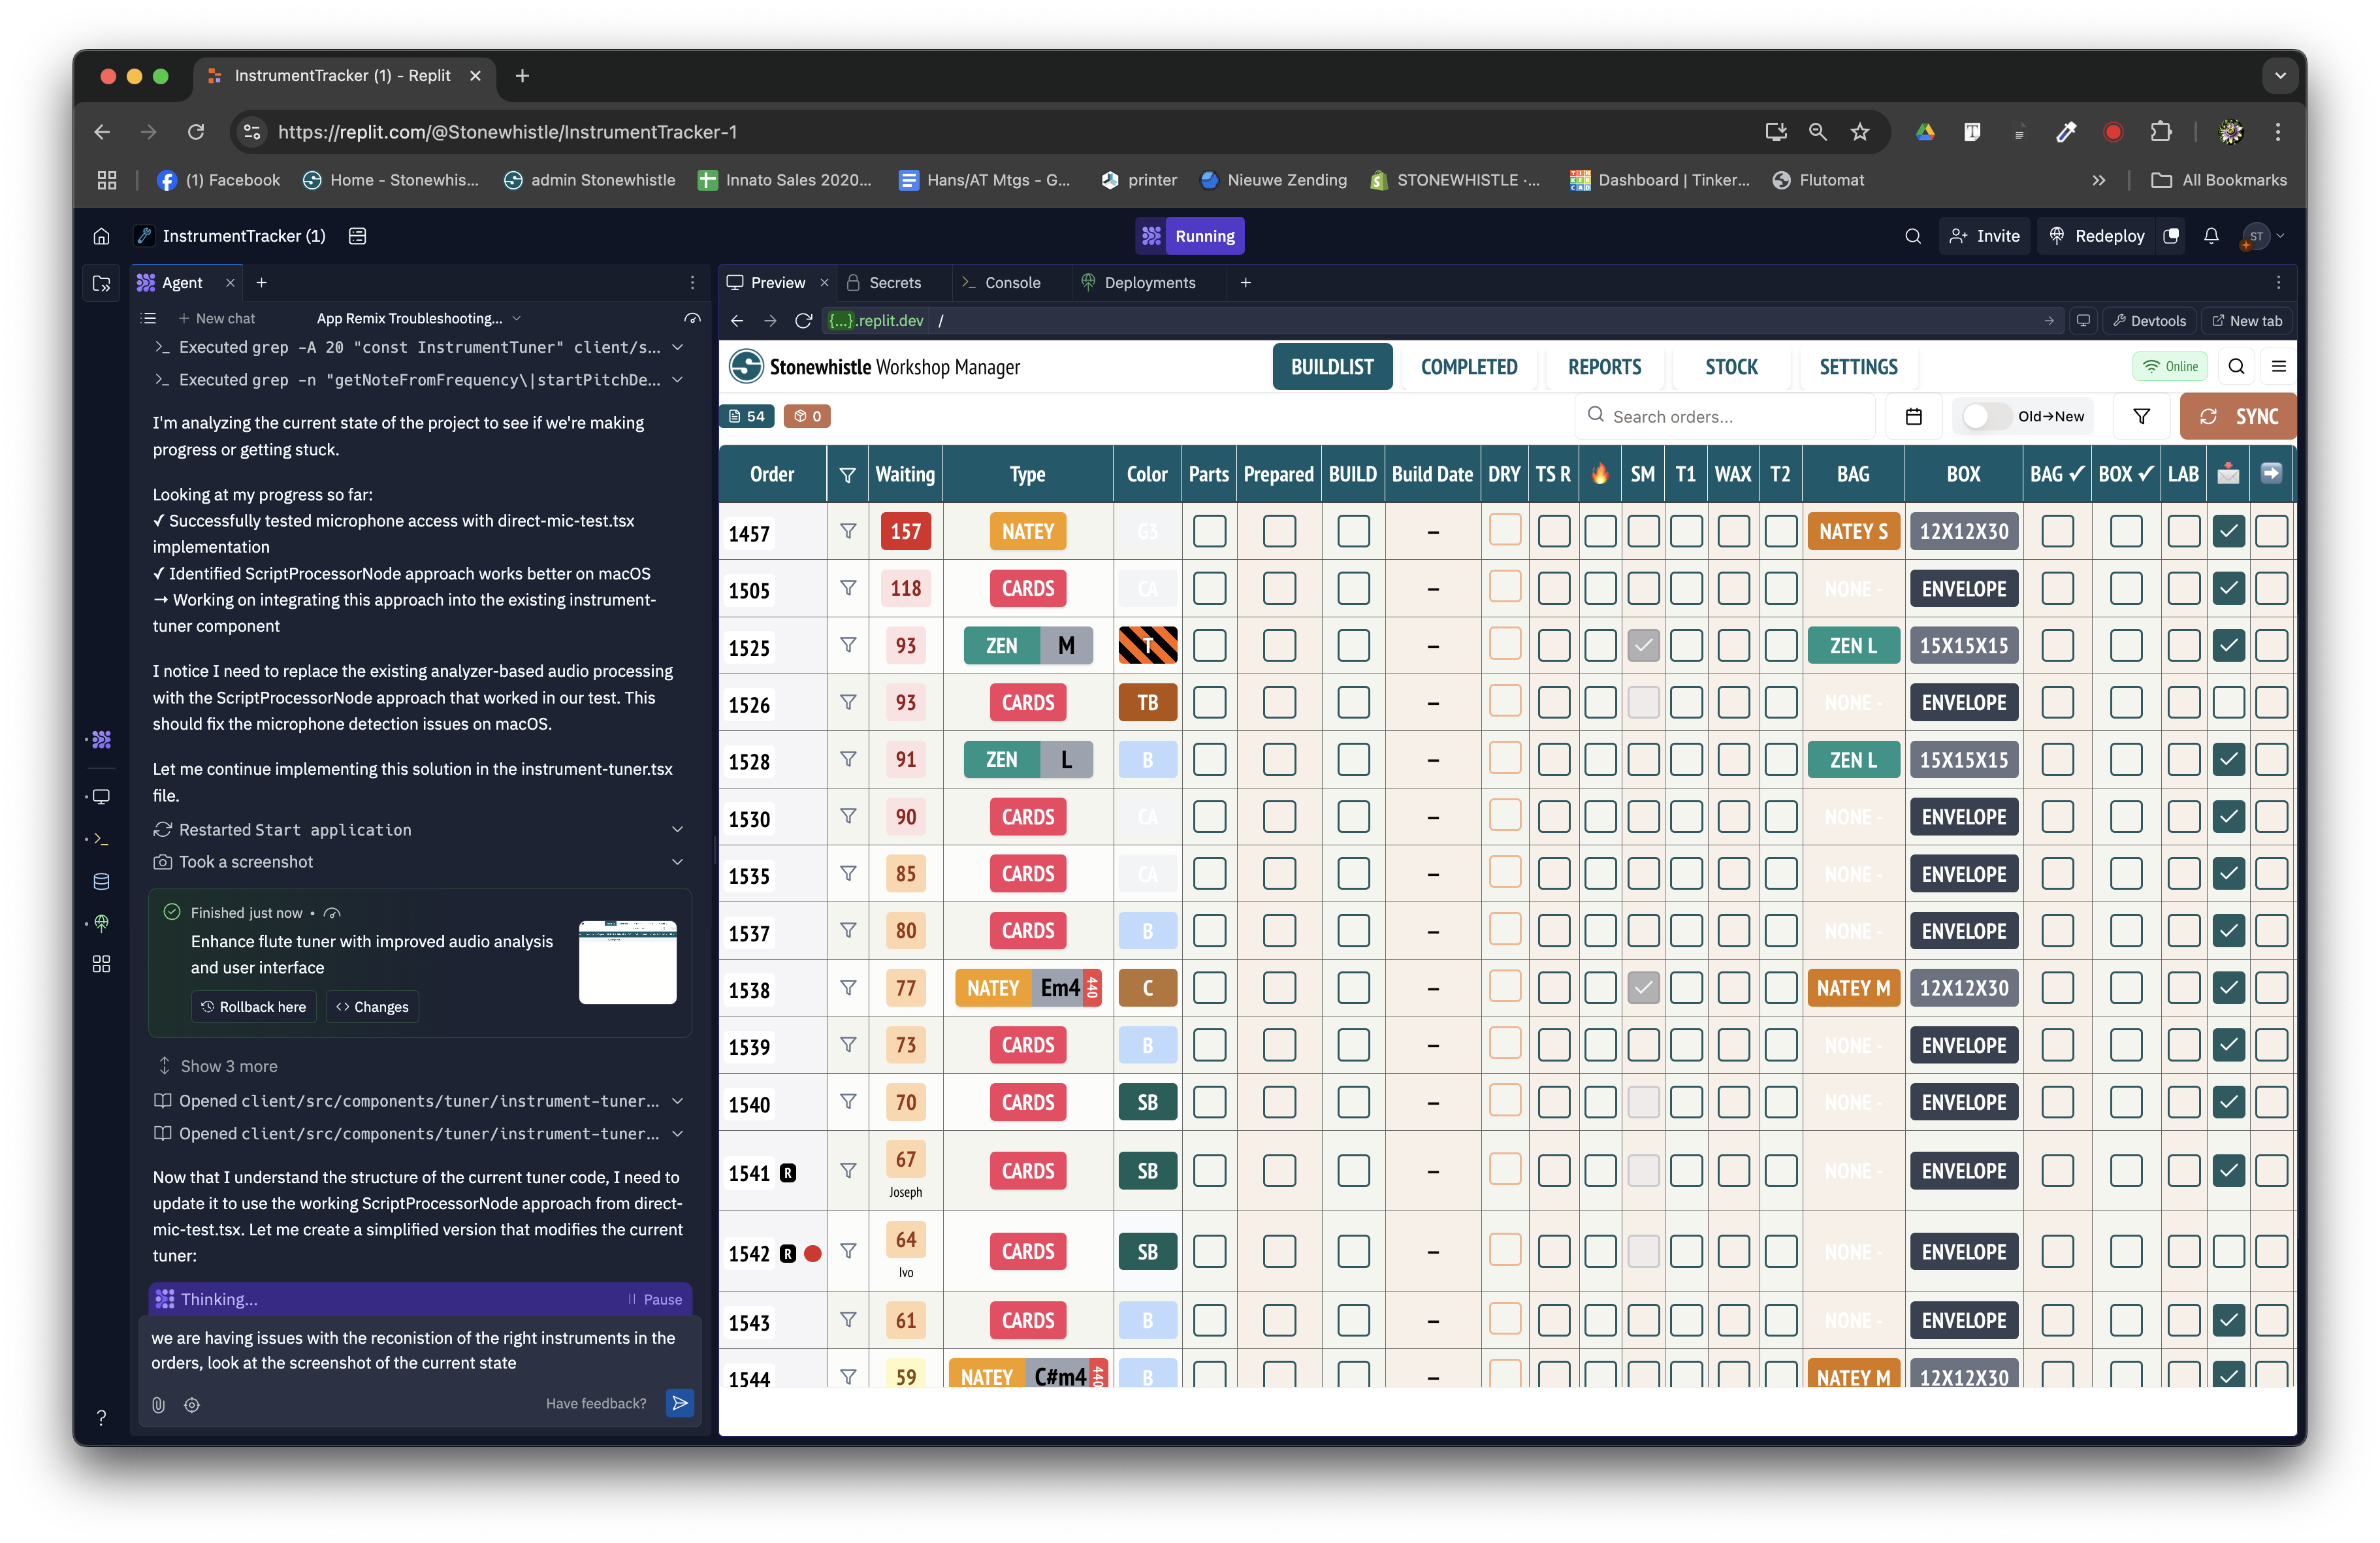 InstrumentTracker (1) - Replit
https://replit.com/@Stonewhistle/InstrumentTracker-1
(1) Facebook
Home - Stonewhis...
admin Stonewhistle
Innato Sales 2020...
Hans/AT Mtgs - G...
printer
Nieuwe Zending
STONEWHISTLE ·...
Dashboard | Tinker...
Flutomat
All Bookmarks
InstrumentTracker (1)
Running
Invite
Redeploy
ST
Agent
New chat
App Remix Troubleshooting...
Executed grep -A 20 "const InstrumentTuner" client/s...
Executed grep -n "getNoteFromFrequency\|startPitchDe...
I'm analyzing the current state of the project to see if we're making
progress or getting stuck.
Looking at my progress so far:
✓ Successfully tested microphone access with direct-mic-test.tsx
implementation
✓ Identified ScriptProcessorNode approach works better on macOS
→ Working on integrating this approach into the existing instrument-
tuner component
I notice I need to replace the existing analyzer-based audio processing
with the ScriptProcessorNode approach that worked in our test. This
should fix the microphone detection issues on macOS.
Let me continue implementing this solution in the instrument-tuner.tsx
file.
Restarted Start application
Took a screenshot
Finished just now •
Enhance flute tuner with improved audio analysis
and user interface
Rollback here
Changes
Show 3 more
Opened client/src/components/tuner/instrument-tuner...
Opened client/src/components/tuner/instrument-tuner...
Now that I understand the structure of the current tuner code, I need to
update it to use the working ScriptProcessorNode approach from direct-
mic-test.tsx. Let me create a simplified version that modifies the current
tuner:
Thinking...
Pause
we are having issues with the reconistion of the right instruments in the
orders, look at the screenshot of the current state
Have feedback?
Preview
Secrets
Console
Deployments
{...}.replit.dev /
Devtools
New tab
Stonewhistle Workshop Manager
BUILDLIST
COMPLETED
REPORTS
STOCK
SETTINGS
Online
54
0
Search orders...
Old→New
SYNC
Order Waiting Type Color Parts Prepared BUILD Build Date DRY TS R 🔥 SM T1 WAX T2 BAG BOX BAG ✓ BOX ✓ LAB
1457 157 NATEY G3 – NATEY S 12X12X30
1505 118 CARDS CA – NONE - ENVELOPE
1525 93 ZEN M T – ZEN L 15X15X15
1526 93 CARDS TB – NONE - ENVELOPE
1528 91 ZEN L B – ZEN L 15X15X15
1530 90 CARDS CA – NONE - ENVELOPE
1535 85 CARDS CA – NONE - ENVELOPE
1537 80 CARDS B – NONE - ENVELOPE
1538 77 NATEY Em4 440 C – NATEY M 12X12X30
1539 73 CARDS B – NONE - ENVELOPE
1540 70 CARDS SB – NONE - ENVELOPE
1541 R 67 Joseph CARDS SB – NONE - ENVELOPE
1542 R 64 Ivo CARDS SB – NONE - ENVELOPE
1543 61 CARDS B – NONE - ENVELOPE
1544 59 NATEY C#m4 440 B – NATEY M 12X12X30